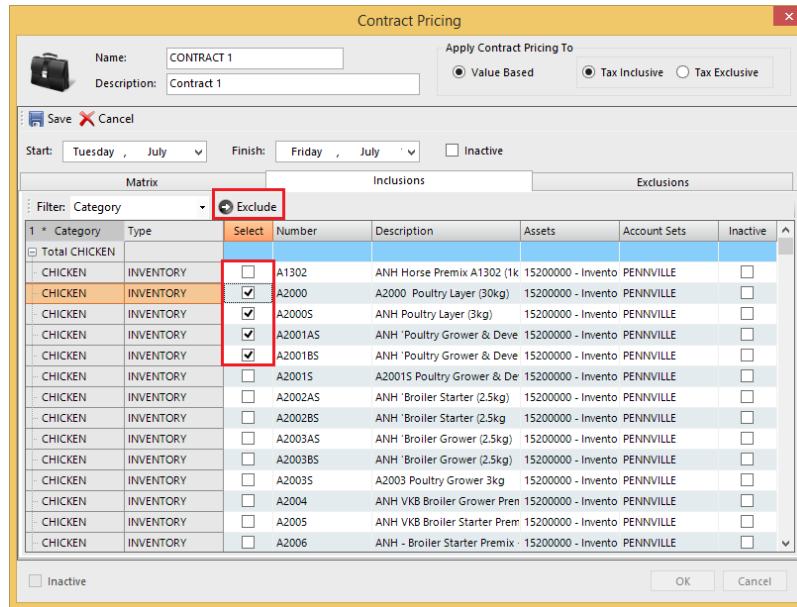 Contract Pricing
Name: CONTRACT 1
Description: Contract 1
Apply Contract Pricing To
Value Based Tax Inclusive Tax Exclusive
Save Cancel
Start: Tuesday , July Finish: Friday , July Inactive
Matrix Inclusions Exclusions
Filter: Category Exclude
1 * Category Type Select Number Description Assets Account Sets Inactive
Total CHICKEN
CHICKEN INVENTORY A1302 ANH Horse Premix A1302 (1k 15200000 - Invento PENNVILLE
CHICKEN INVENTORY A2000 A2000 Poultry Layer (30kg) 15200000 - Invento PENNVILLE
CHICKEN INVENTORY A2000S ANH Poultry Layer (3kg) 15200000 - Invento PENNVILLE
CHICKEN INVENTORY A2001AS ANH 'Poultry Grower & Deve 15200000 - Invento PENNVILLE
CHICKEN INVENTORY A2001BS ANH 'Poultry Grower & Deve 15200000 - Invento PENNVILLE
CHICKEN INVENTORY A2001S A2001S Poultry Grower & De 15200000 - Invento PENNVILLE
CHICKEN INVENTORY A2002AS ANH 'Broiler Starter (2.5kg) 15200000 - Invento PENNVILLE
CHICKEN INVENTORY A2002BS ANH 'Broiler Starter (2.5kg 15200000 - Invento PENNVILLE
CHICKEN INVENTORY A2003AS ANH 'Broiler Grower (2.5kg) 15200000 - Invento PENNVILLE
CHICKEN INVENTORY A2003BS ANH 'Broiler Grower (2.5kg) 15200000 - Invento PENNVILLE
CHICKEN INVENTORY A2003S A2003 Poultry Grower 3kg 15200000 - Invento PENNVILLE
CHICKEN INVENTORY A2004 ANH VKB Broiler Grower Pren 15200000 - Invento PENNVILLE
CHICKEN INVENTORY A2005 ANH VKB Broiler Starter Prem 15200000 - Invento PENNVILLE
CHICKEN INVENTORY A2006 ANH - Broiler Starter Premix - 15200000 - Invento PENNVILLE
Inactive OK Cancel